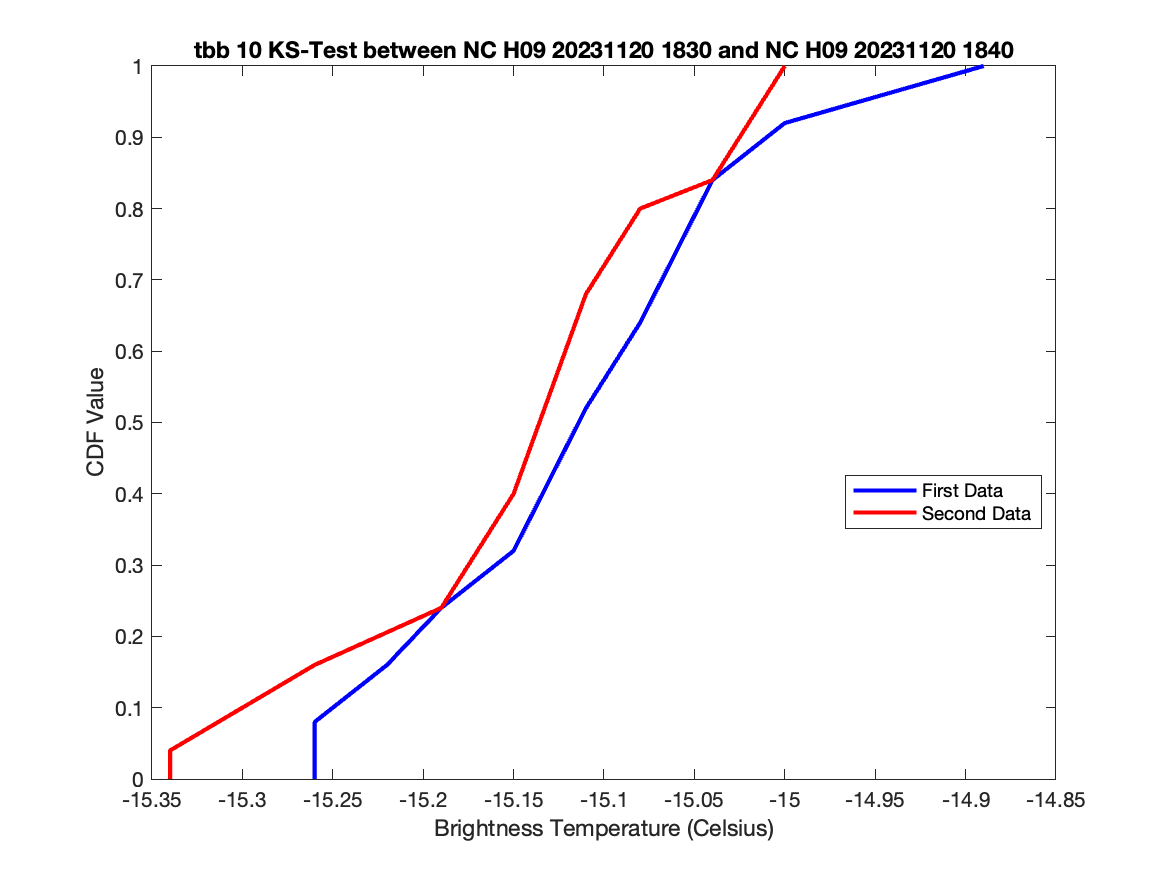 tbb 10 KS-Test between NC H09 20231120 1830 and NC H09 20231120 1840
1
0.9
0.8
0.7
0.6
0.5
0.4
0.3
0.2
0.1
0
CDF Value
First Data
Second Data
-15.35 -15.3 -15.25 -15.2 -15.15 -15.1 -15.05 -15 -14.95 -14.9 -14.85
Brightness Temperature (Celsius)